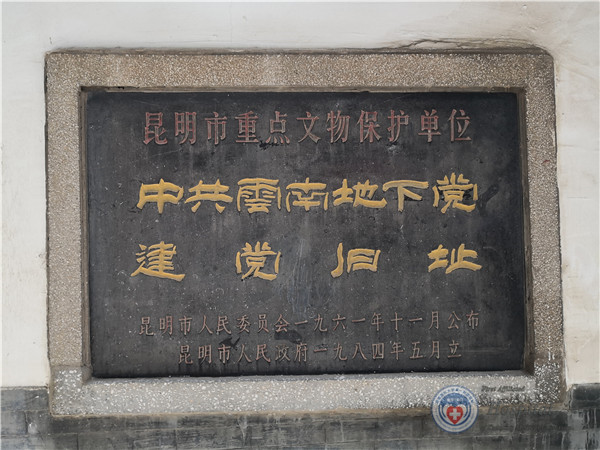 昆明市重点文物保护单位
中共雲南地下党
建党旧址
昆明市人民委员会一九六一年十一月公布
昆明市人民政府一九八四年五月立
First Affiliated